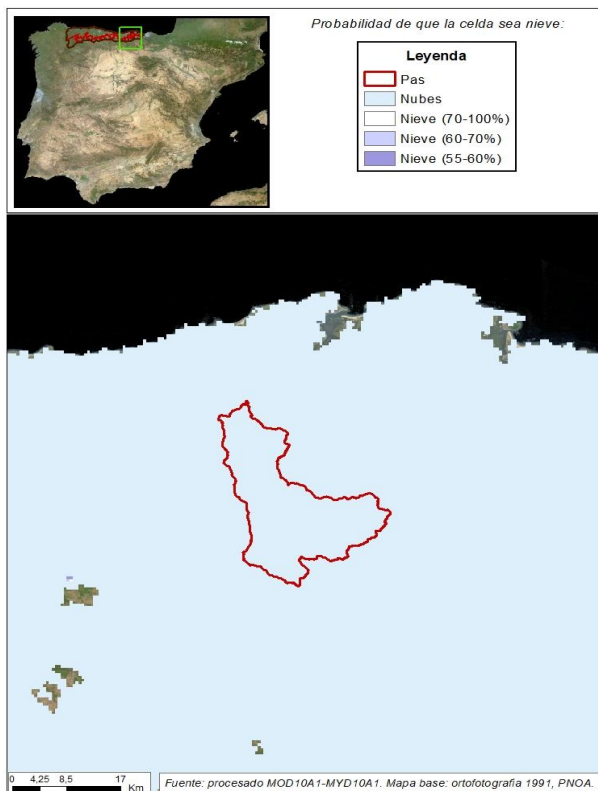 Probabilidad de que la celda sea nieve:
Leyenda
Pas
Nubes
Nieve (70-100%)
Nieve (60-70%)
Nieve (55-60%)
0 4,25 8,5 17
Km
Fuente: procesado MOD10A1-MYD10A1. Mapa base: ortofotografia 1991, PNOA.